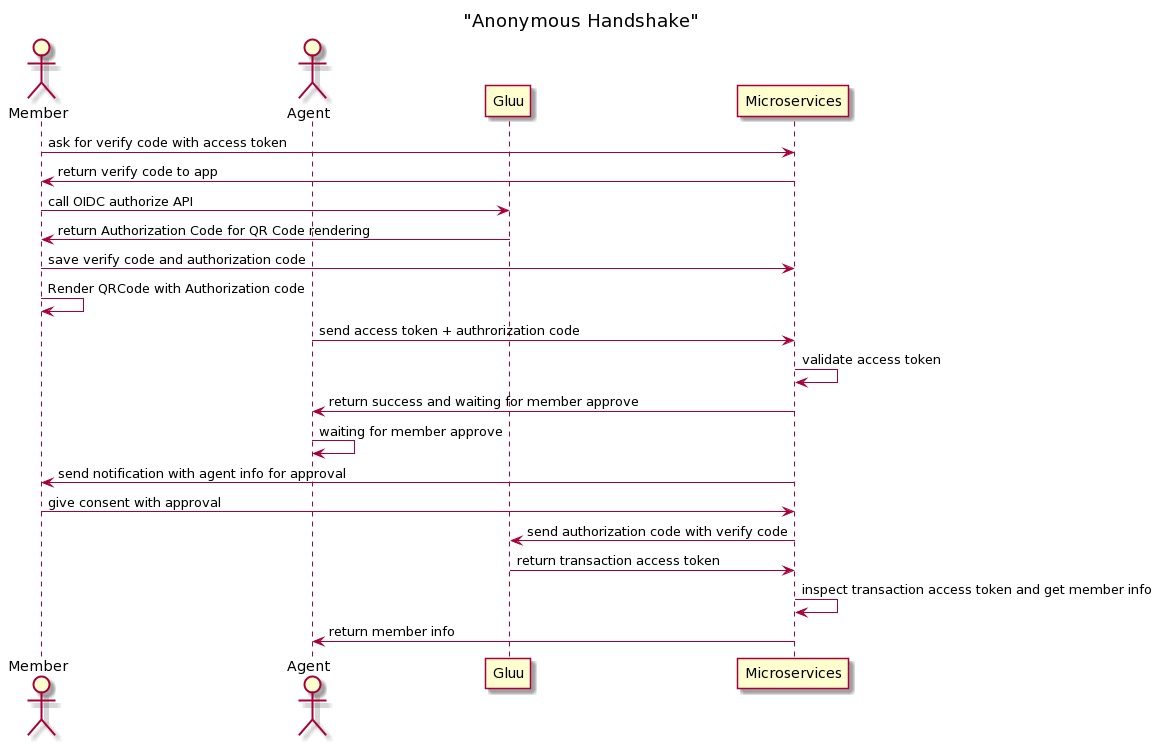 "Anonymous Handshake"
Member
Agent
Gluu
Microservices
ask for verify code with access token
return verify code to app
call OIDC authorize API
return Authorization Code for QR Code rendering
save verify code and authorization code
Render QRCode with Authorization code
send access token + authrorization code
validate access token
return success and waiting for member approve
waiting for member approve
send notification with agent info for approval
give consent with approval
send authorization code with verify code
return transaction access token
inspect transaction access token and get member info
return member info
Member
Agent
Gluu
Microservices